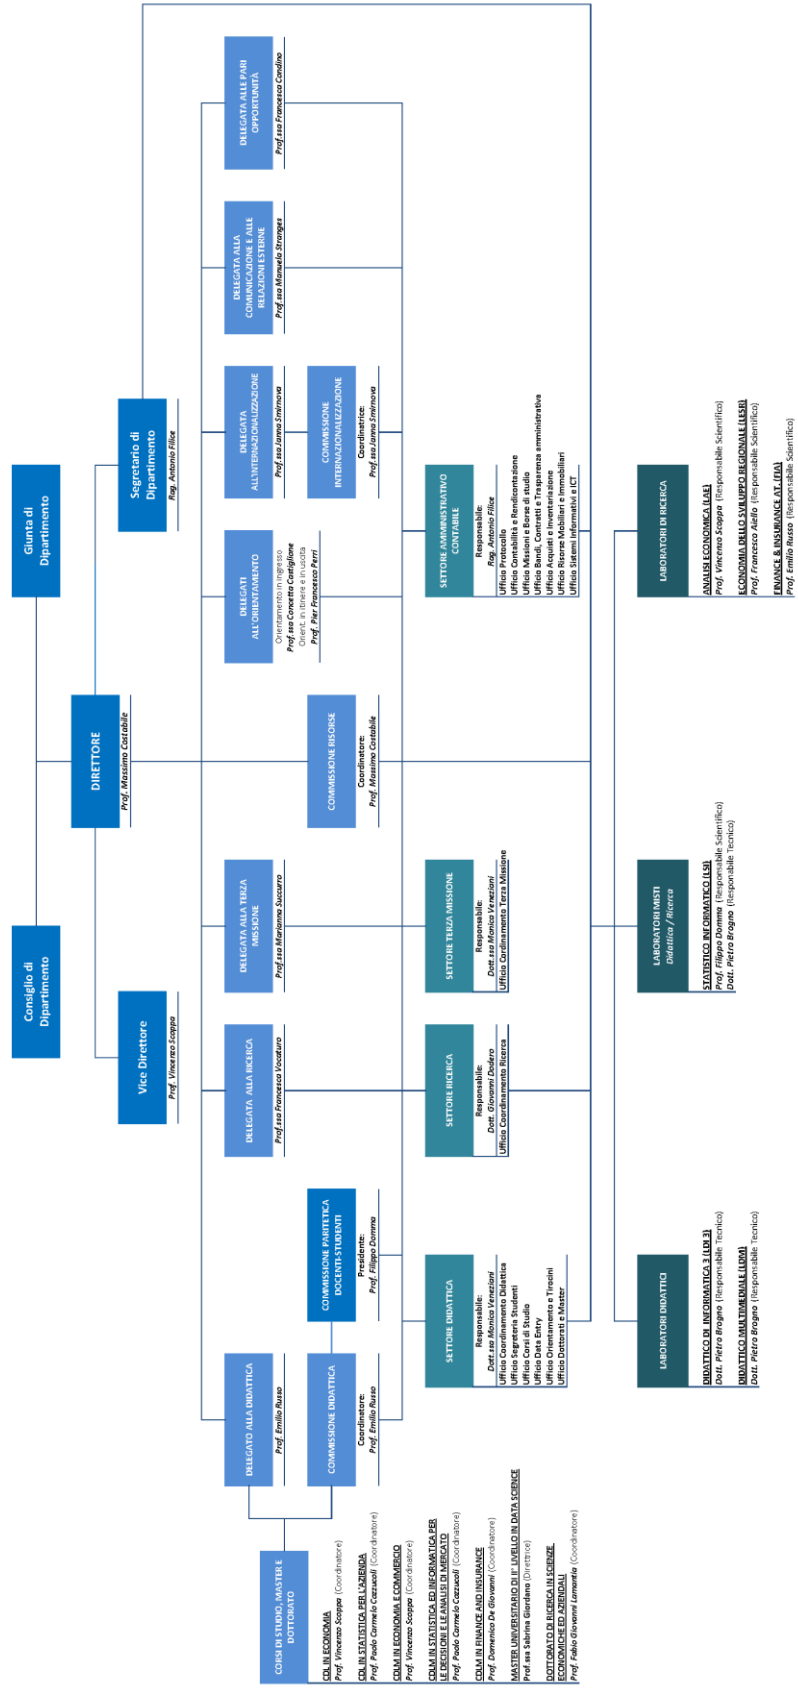 Consiglio di
Dipartimento
Giunta di
Dipartimento
DIRETTORE
Prof. Massimo Costabile
Vice Direttore
Prof. Vincenzo Scoppa
Segretario di
Dipartimento
Rag. Antonio Filice
DELEGATO ALLA DIDATTICA
Prof. Emilio Russo
DELEGATA ALLA RICERCA
Prof.ssa Francesca Vocaturo
DELEGATA ALLA TERZA
MISSIONE
Prof.ssa Marianna Succurro
DELEGATI
ALL'ORIENTAMENTO
Orientamento in ingresso
Prof.ssa Concetta Castiglione
Orient. in itinere e in uscita
Prof. Pier Francesco Perri
DELEGATA
ALL'INTERNAZIONALIZZAZIONE
Prof.ssa Janna Smirnova
DELEGATA ALLA
COMUNICAZIONE E ALLE
RELAZIONI ESTERNE
Prof.ssa Manuela Stranges
DELEGATA ALLE PARI
OPPORTUNITÀ
Prof.ssa Francesca Condino
CORSI DI STUDIO, MASTER E
DOTTORATO
CDL IN ECONOMIA
Prof. Vincenzo Scoppa (Coordinatore)
CDL IN STATISTICA PER L'AZIENDA
Prof. Paolo Carmelo Cozzucoli (Coordinatore)
CDLM IN ECONOMIA E COMMERCIO
Prof. Vincenzo Scoppa (Coordinatore)
CDLM IN STATISTICA ED INFORMATICA PER
LE DECISIONI E LE ANALISI DI MERCATO
Prof. Paolo Carmelo Cozzucoli (Coordinatore)
CDLM IN FINANCE AND INSURANCE
Prof. Domenico De Giovanni (Coordinatore)
MASTER UNIVERSITARIO DI II° LIVELLO IN DATA SCIENCE
Prof.ssa Sabrina Giordano (Direttrice)
DOTTORATO DI RICERCA IN SCIENZE
ECONOMICHE ED AZIENDALI
Prof. Fabio Giovanni Lamantia (Coordinatore)
COMMISSIONE DIDATTICA
Coordinatore:
Prof. Emilio Russo
COMMISSIONE PARITETICA
DOCENTI-STUDENTI
Presidente:
Prof. Filippo Domma
COMMISSIONE RISORSE
Coordinatore:
Prof. Massimo Costabile
COMMISSIONE
INTERNAZIONALIZZAZIONE
Coordinatrice:
Prof.ssa Janna Smirnova
SETTORE DIDATTICA
Responsabile:
Dott.ssa Monica Veneziani
Ufficio Coordinamento Didattica
Ufficio Segreteria Studenti
Ufficio Corsi di Studio
Ufficio Data Entry
Ufficio Orientamento e Tirocini
Ufficio Dottorati e Master
SETTORE RICERCA
Responsabile:
Dott. Giovanni Dodero
Ufficio Coordinamento Ricerca
SETTORE TERZA MISSIONE
Responsabile:
Dott.ssa Monica Veneziani
Ufficio Cordinamento Terza Missione
SETTORE AMMINISTRATIVO
CONTABILE
Responsabile:
Rag. Antonio Filice
Ufficio Protocollo
Ufficio Contabilità e Rendicontazione
Ufficio Missioni e Borse di studio
Ufficio Bandi, Contratti e Trasparenza amministrativa
Ufficio Acquisti e Inventariazione
Ufficio Risorse Mobiliari e Immobiliari
Ufficio Sistemi Informativi e ICT
LABORATORI DIDATTICI
DIDATTICO DI INFORMATICA 3 (LDI 3)
Dott. Pietro Brogno (Responsabile Tecnico)
DIDATTICO MULTIMEDIALE (LDM)
Dott. Pietro Brogno (Responsabile Tecnico)
LABORATORI MISTI
Didattica / Ricerca
STATISTICO INFORMATICO (LSI)
Prof. Filippo Domma (Responsabile Scientifico)
Dott. Pietro Brogno (Responabile Tecnico)
LABORATORI DI RICERCA
ANALISI ECONOMICA (LAE)
Prof. Vincenzo Scoppa (Responsabile Scientifico)
ECONOMIA DELLO SVILUPPO REGIONALE (LESR)
Prof. Francesco Aiello (Responsabile Scientifico)
FINANCE & INSURANCE AT. (FIA)
Prof. Emilio Russo (Responsabile Scientifico)